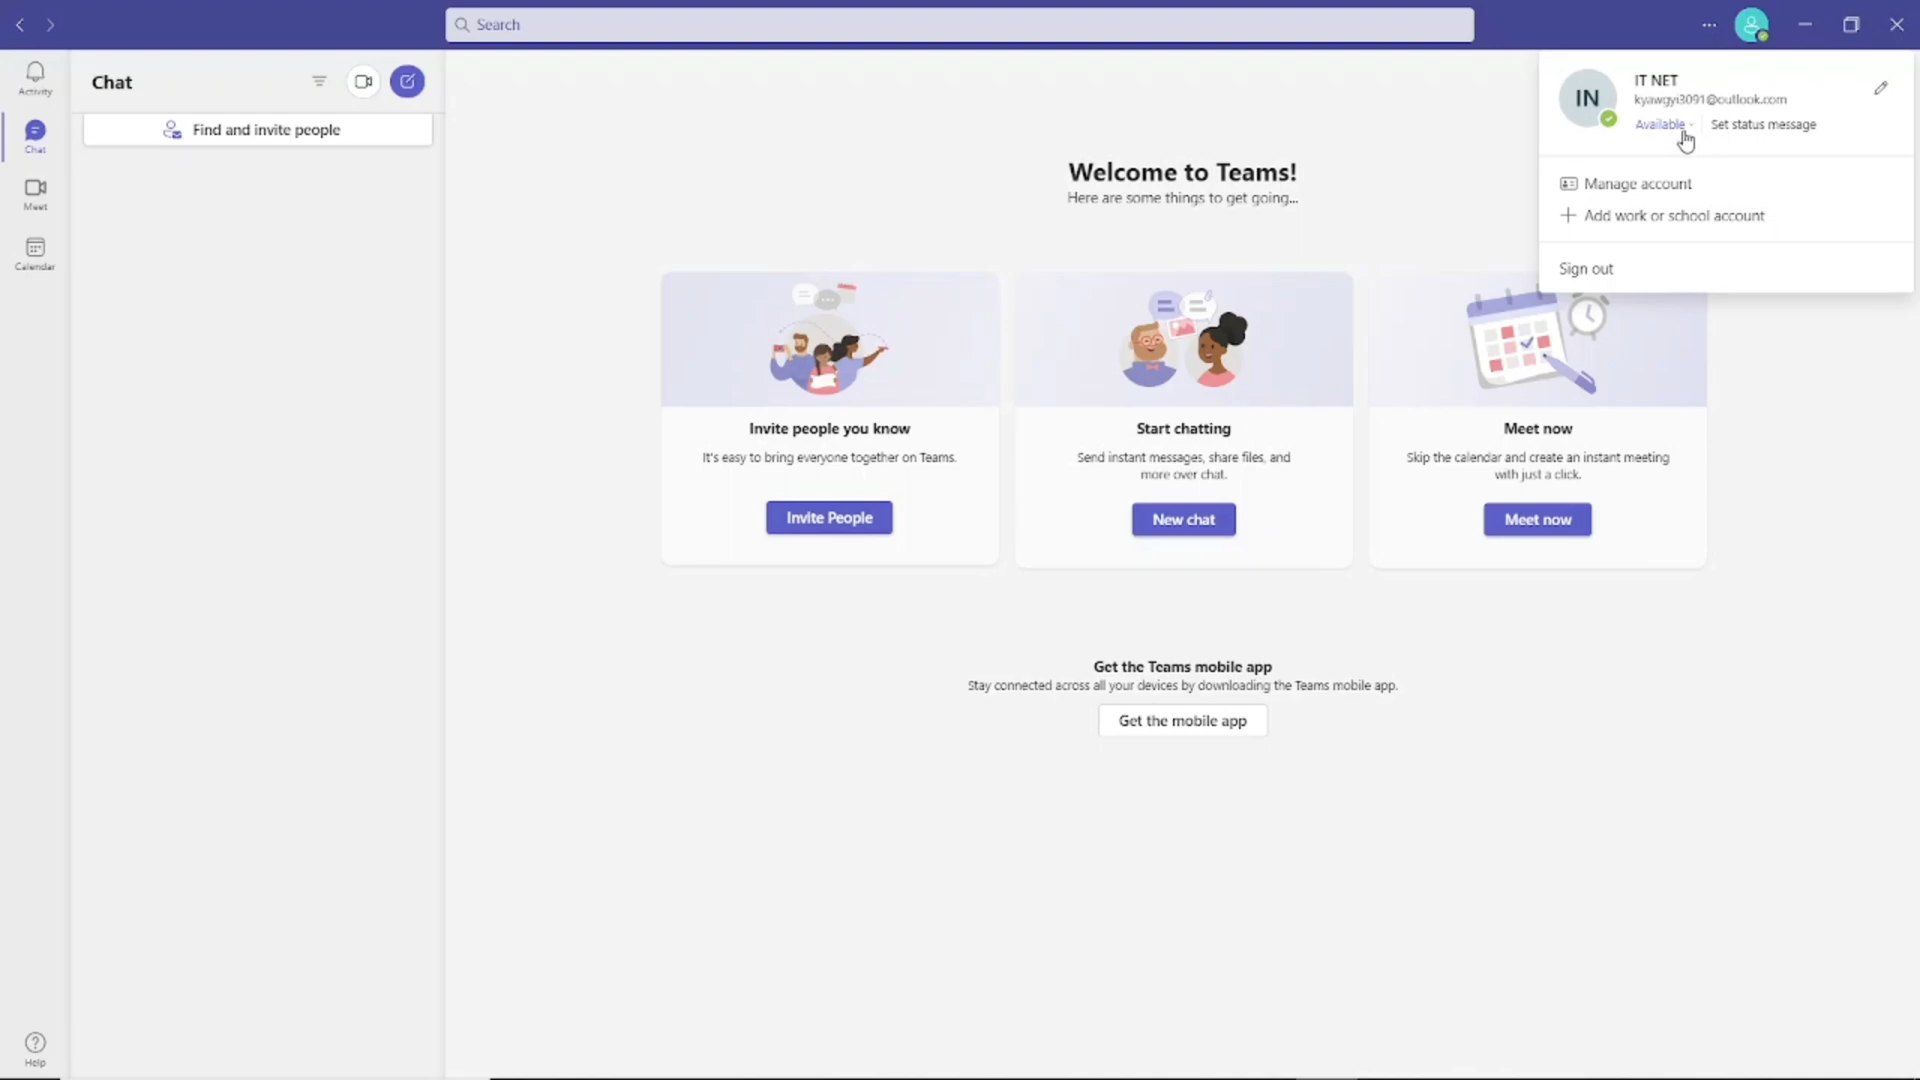 Search
Activity
Chat
Meet
Calendar
Help
Chat
Find and invite people
IN
IT NET
kyawgyi3091@outlook.com
Available
Set status message
Manage account
Add work or school account
Sign out
Welcome to Teams!
Here are some things to get going...
Invite people you know
It's easy to bring everyone together on Teams.
Invite People
Start chatting
Send instant messages, share files, and
more over chat.
New chat
Meet now
Skip the calendar and create an instant meeting
with just a click.
Meet now
Get the Teams mobile app
Stay connected across all your devices by downloading the Teams mobile app.
Get the mobile app